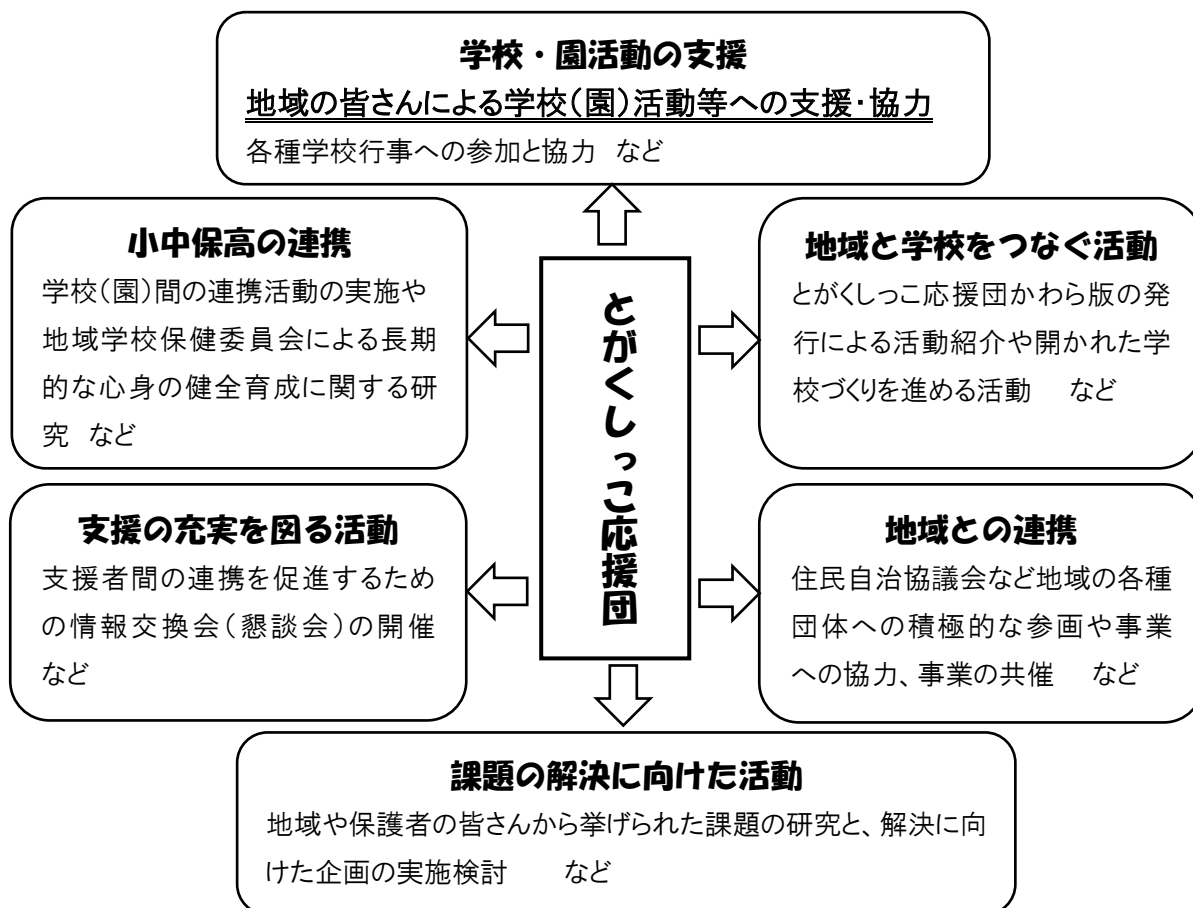 学校・園活動の支援
地域の皆さんによる学校(園)活動等への支援・協力
各種学校行事への参加と協力　など
小中保高の連携
学校(園)間の連携活動の実施や
地域学校保健委員会による長期
的な心身の健全育成に関する研
究　など
地域と学校をつなぐ活動
とがくしっこ応援団かわら版の発
行による活動紹介や開かれた学
校づくりを進める活動　など
とがくしっこ応援団
支援の充実を図る活動
支援者間の連携を促進するため
の情報交換会(懇談会)の開催
など
地域との連携
住民自治協議会など地域の各種
団体への積極的な参画や事業
への協力、事業の共催　など
課題の解決に向けた活動
地域や保護者の皆さんから挙げられた課題の研究と、解決に向
けた企画の実施検討　など